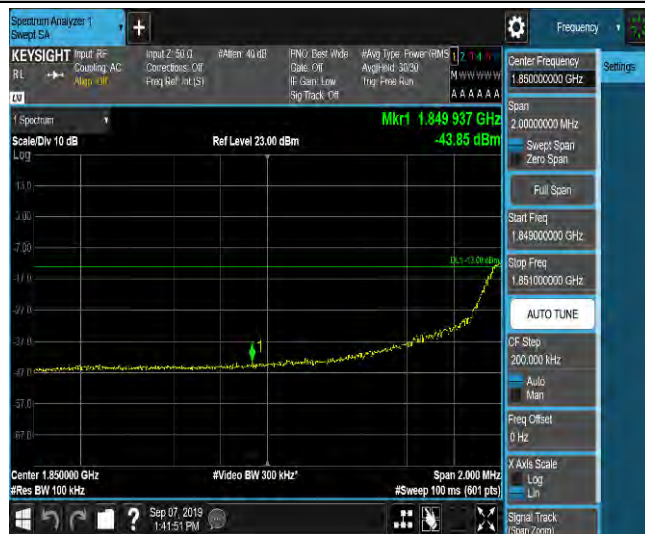 Spectrum Analyzer 1
Swept SA
+
Frequency
KEYSIGHT Input: RF Input Z: 50 Ω #Atten: 40 dB PNO: Best Wide #Avg Type: Power (RMS 1 2 3 4 5 6
RL Coupling: AC Corrections: Off Gate: Off Avg|Hold: 30/30 M W W W W W
Align: Off Freq Ref: Int (S) IF Gain: Low Trig: Free Run
Sig Track: Off A A A A A A
Center Frequency
1.850000000 GHz
Settings
1 Spectrum
Mkr1 1.849 937 GHz
Scale/Div 10 dB Ref Level 23.00 dBm -43.85 dBm
Log
13.0
3.00
-7.00
DL1 -13.00 dBm
-17.0
-27.0
-37.0
1
-47.0
-57.0
-67.0
Center 1.850000 GHz #Video BW 300 kHz* Span 2.000 MHz
#Res BW 100 kHz #Sweep 100 ms (601 pts)
Span
2.00000000 MHz
Swept Span
Zero Span
Full Span
Start Freq
1.849000000 GHz
Stop Freq
1.851000000 GHz
AUTO TUNE
CF Step
200.000 kHz
Auto
Man
Freq Offset
0 Hz
X Axis Scale
Log
Lin
Signal Track
(Span Zoom)
?
Sep 07, 2019
1:41:51 PM